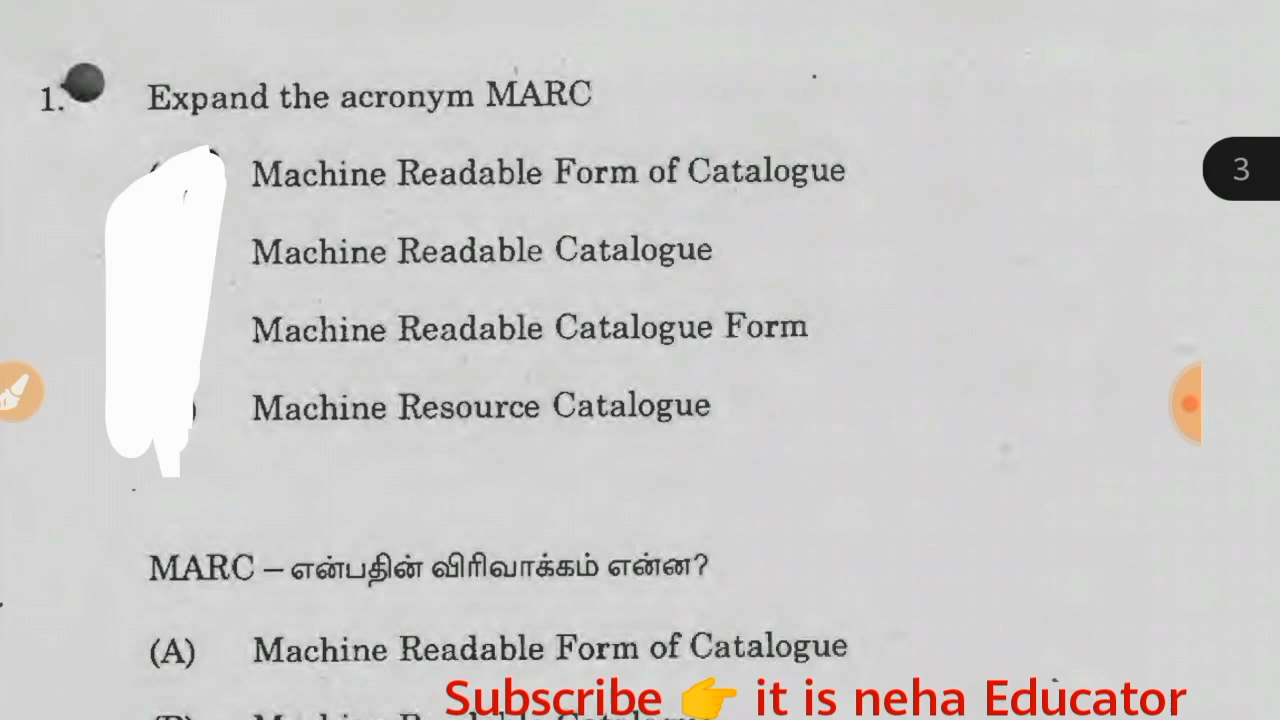 1. Expand the acronym MARC
Machine Readable Form of Catalogue
3
Machine Readable Catalogue
Machine Readable Catalogue Form
Machine Resource Catalogue
MARC – என்பதின் விரிவாக்கம் என்ன?
(A) Machine Readable Form of Catalogue
Subscribe 👉 it is neha Educator